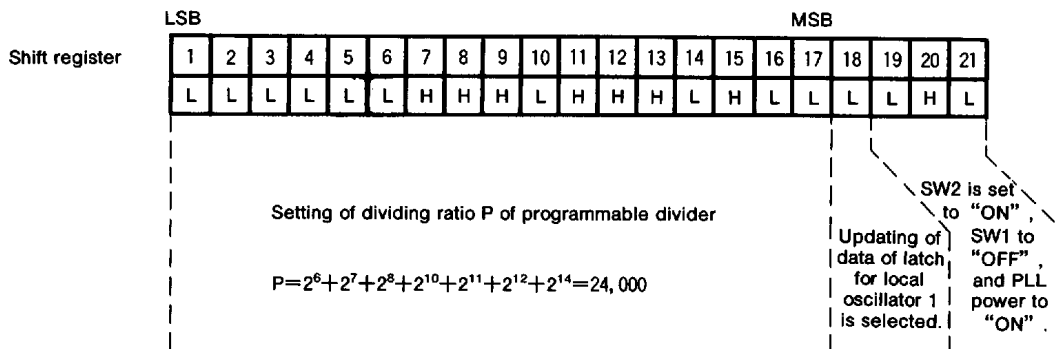 LSB MSB
Shift register 1 2 3 4 5 6 7 8 9 10 11 12 13 14 15 16 17 18 19 20 21
L L L L L L H H H L H H H L H L L L L H L
Setting of dividing ratio P of programmable divider
P=2⁶+2⁷+2⁸+2¹⁰+2¹¹+2¹²+2¹⁴=24, 000
Updating of
data of latch
for local
oscillator 1
is selected.
SW2 is set
to “ON” ,
SW1 to
“OFF” ,
and PLL
power to
“ON” .